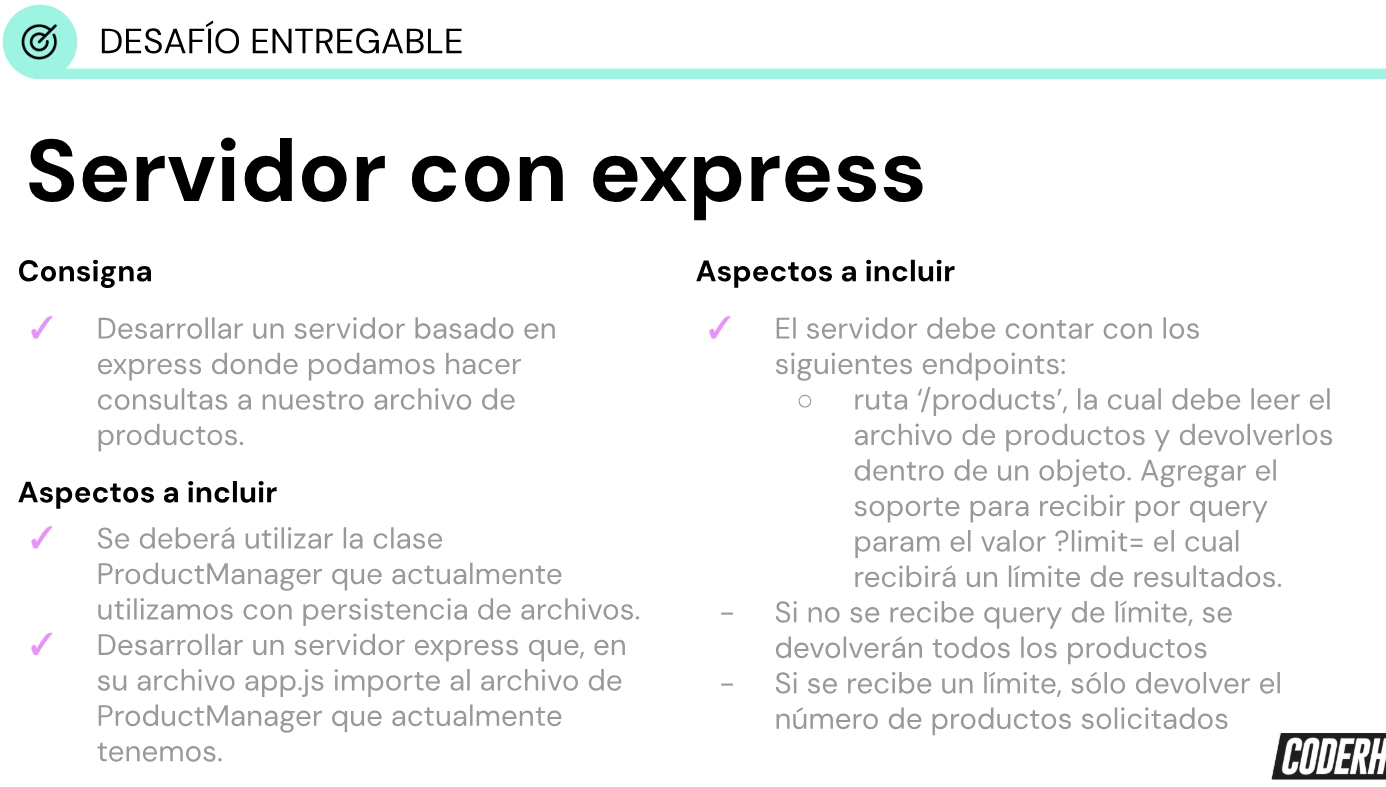 DESAFÍO ENTREGABLE
Servidor con express
Consigna
✓ Desarrollar un servidor basado en
express donde podamos hacer
consultas a nuestro archivo de
productos.
Aspectos a incluir
✓ Se deberá utilizar la clase
ProductManager que actualmente
utilizamos con persistencia de archivos.
✓ Desarrollar un servidor express que, en
su archivo app.js importe al archivo de
ProductManager que actualmente
tenemos.
Aspectos a incluir
✓ El servidor debe contar con los
siguientes endpoints:
○ ruta ‘/products’, la cual debe leer el
archivo de productos y devolverlos
dentro de un objeto. Agregar el
soporte para recibir por query
param el valor ?limit= el cual
recibirá un límite de resultados.
- Si no se recibe query de límite, se
devolverán todos los productos
- Si se recibe un límite, sólo devolver el
número de productos solicitados
CODERH